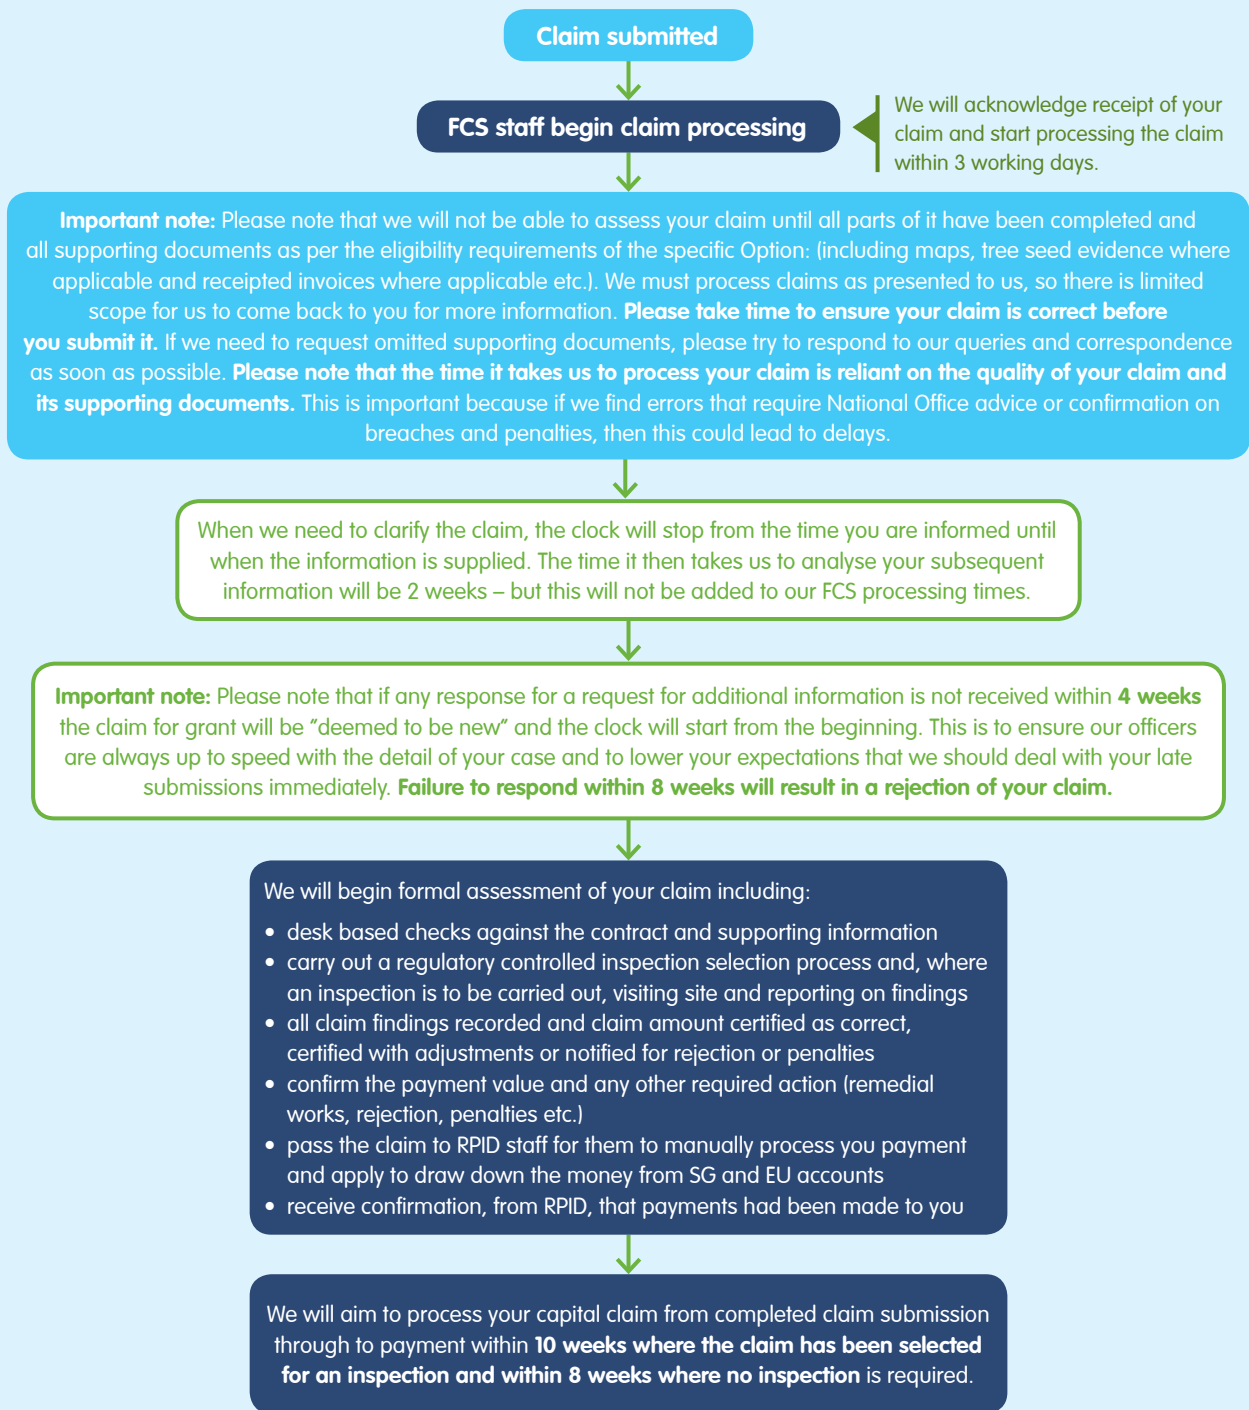 Claim submitted
FCS staff begin claim processing
We will acknowledge receipt of your
claim and start processing the claim
within 3 working days.
Important note: Please note that we will not be able to assess your claim until all parts of it have been completed and
all supporting documents as per the eligibility requirements of the specific Option: (including maps, tree seed evidence where
applicable and receipted invoices where applicable etc.). We must process claims as presented to us, so there is limited
scope for us to come back to you for more information. Please take time to ensure your claim is correct before
you submit it. If we need to request omitted supporting documents, please try to respond to our queries and correspondence
as soon as possible. Please note that the time it takes us to process your claim is reliant on the quality of your claim and
its supporting documents. This is important because if we find errors that require National Office advice or confirmation on
breaches and penalties, then this could lead to delays.
When we need to clarify the claim, the clock will stop from the time you are informed until
when the information is supplied. The time it then takes us to analyse your subsequent
information will be 2 weeks – but this will not be added to our FCS processing times.
Important note: Please note that if any response for a request for additional information is not received within 4 weeks
the claim for grant will be “deemed to be new” and the clock will start from the beginning. This is to ensure our officers
are always up to speed with the detail of your case and to lower your expectations that we should deal with your late
submissions immediately. Failure to respond within 8 weeks will result in a rejection of your claim.
We will begin formal assessment of your claim including:
• desk based checks against the contract and supporting information
• carry out a regulatory controlled inspection selection process and, where
an inspection is to be carried out, visiting site and reporting on findings
• all claim findings recorded and claim amount certified as correct,
certified with adjustments or notified for rejection or penalties
• confirm the payment value and any other required action (remedial
works, rejection, penalties etc.)
• pass the claim to RPID staff for them to manually process you payment
and apply to draw down the money from SG and EU accounts
• receive confirmation, from RPID, that payments had been made to you
We will aim to process your capital claim from completed claim submission
through to payment within 10 weeks where the claim has been selected
for an inspection and within 8 weeks where no inspection is required.